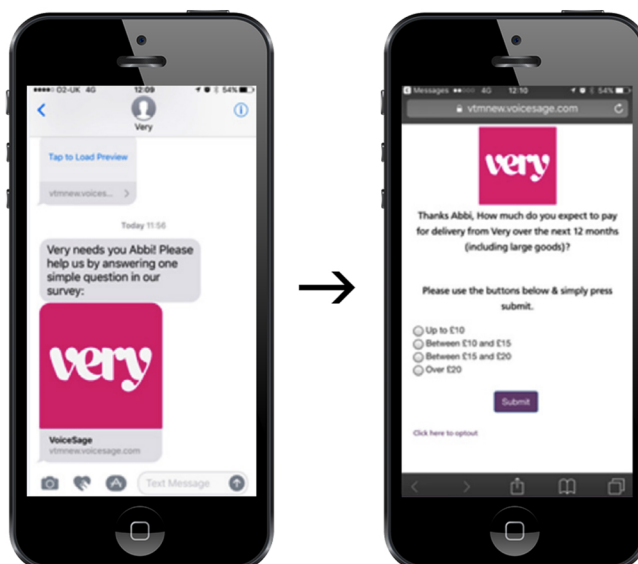 O2-UK 4G 12:09 54%
Very
Tap to Load Preview
vtmnew.voices...
Today 11:56
Very needs you Abbi! Please
help us by answering one
simple question in our
survey:
very
VoiceSage
vtmnew.voicesage.com
Text Message
Messages 4G 12:10 54%
vtmnew.voicesage.com
very
Thanks Abbi, How much do you expect to pay
for delivery from Very over the next 12 months
(including large goods)?
Please use the buttons below & simply press
submit.
Up to £10
Between £10 and £15
Between £15 and £20
Over £20
Submit
Click here to optout